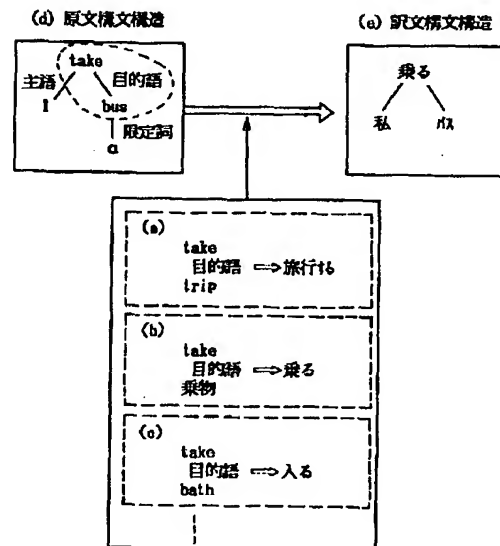 (d) 原文構文構造
take
主語 目的語
I bus
限定詞
a
(e) 訳文構文構造
乗る
私 バス
(a)
take
目的語 ⇒旅行する
trip
(b)
take
目的語 ⇒乗る
乗物
(c)
take
目的語 ⇒入る
bath